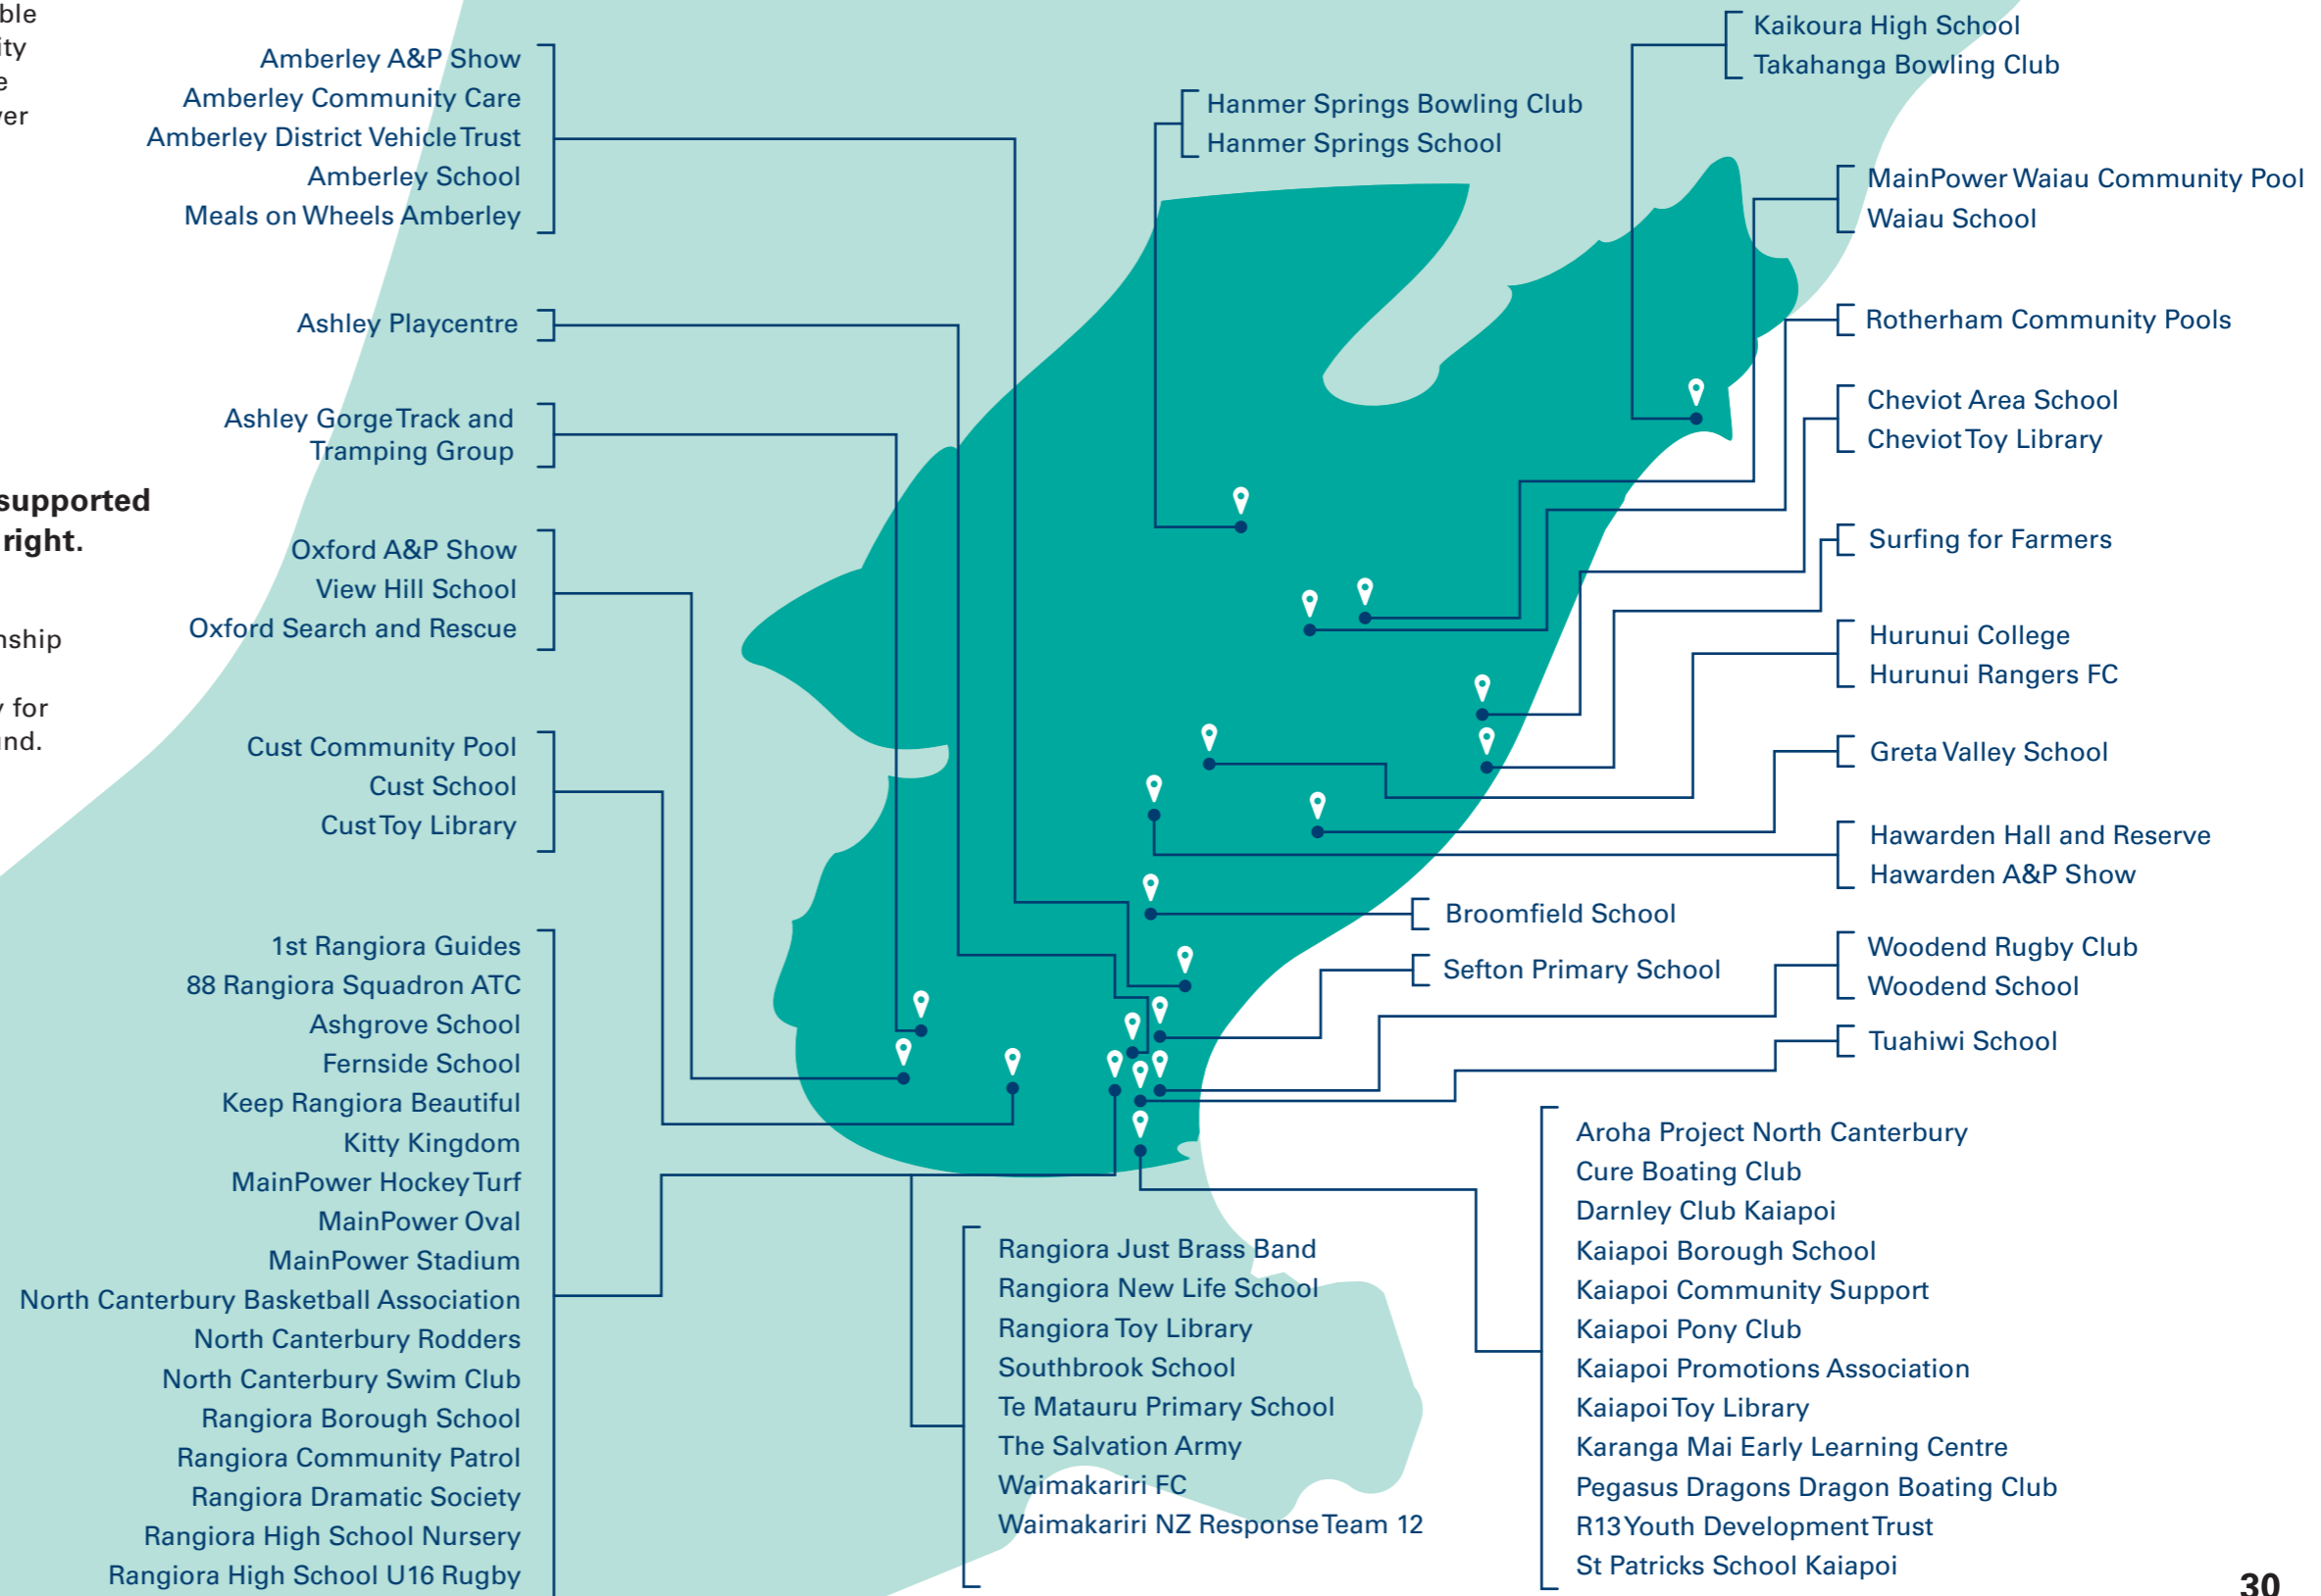 supported
right.
nship
for
Amberley A&P Show
Amberley Community Care
Amberley District Vehicle Trust
Amberley School
Meals on Wheels Amberley
Ashley Playcentre
Ashley Gorge Track and
Tramping Group
Oxford A&P Show
View Hill School
Oxford Search and Rescue
Cust Community Pool
Cust School
Cust Toy Library
1st Rangiora Guides
88 Rangiora Squadron ATC
Ashgrove School
Fernside School
Keep Rangiora Beautiful
Kitty Kingdom
MainPower Hockey Turf
MainPower Oval
MainPower Stadium
North Canterbury Basketball Association
North Canterbury Rodders
North Canterbury Swim Club
Rangiora Borough School
Rangiora Community Patrol
Rangiora Dramatic Society
Rangiora High School Nursery
Rangiora High School U16 Rugby
Rangiora Just Brass Band
Rangiora New Life School
Rangiora Toy Library
Southbrook School
Te Matauru Primary School
The Salvation Army
Waimakariri FC
Waimakariri NZ Response Team 12
Hanmer Springs Bowling Club
Hanmer Springs School
Kaikoura High School
Takahanga Bowling Club
MainPower Waiau Community Pool
Waiau School
Rotherham Community Pools
Cheviot Area School
Cheviot Toy Library
Surfing for Farmers
Hurunui College
Hurunui Rangers FC
Greta Valley School
Hawarden Hall and Reserve
Hawarden A&P Show
Broomfield School
Sefton Primary School
Woodend Rugby Club
Woodend School
Tuahiwi School
Aroha Project North Canterbury
Cure Boating Club
Darnley Club Kaiapoi
Kaiapoi Borough School
Kaiapoi Community Support
Kaiapoi Pony Club
Kaiapoi Promotions Association
Kaiapoi Toy Library
Karanga Mai Early Learning Centre
Pegasus Dragons Dragon Boating Club
R13 Youth Development Trust
St Patricks School Kaiapoi
30